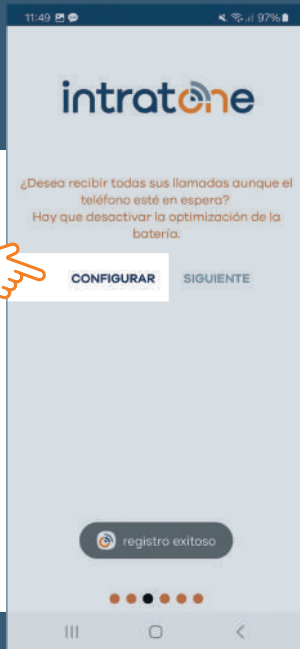 11:49 97%
intratone
¿Desea recibir todas sus llamadas aunque el
teléfono esté en espera?
Hay que desactivar la optimización de la
batería.
CONFIGURAR SIGUIENTE
registro exitoso